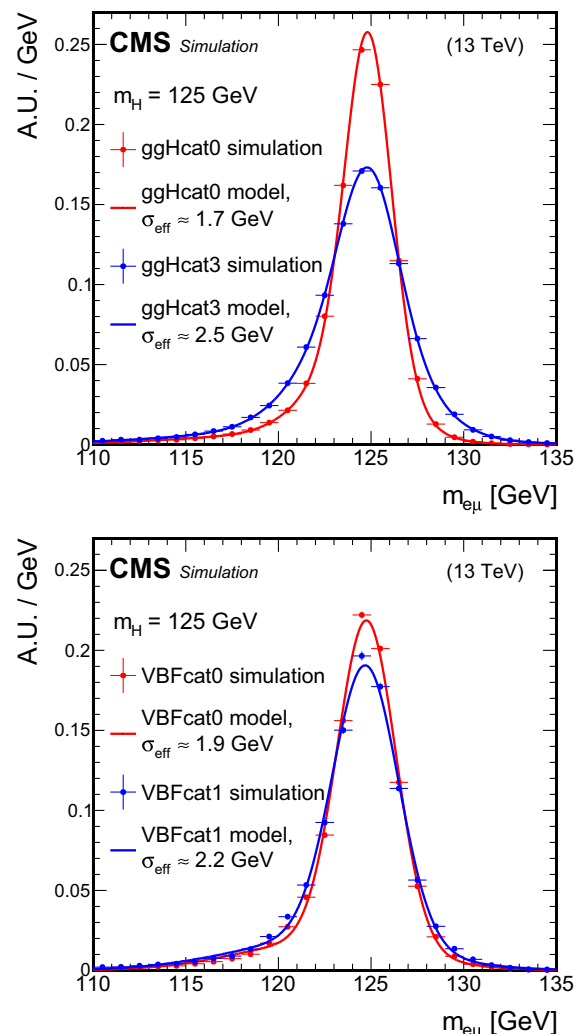 CMS Simulation (13 TeV)
m_H = 125 GeV
ggHcat0 simulation
ggHcat0 model,
σ_eff ≈ 1.7 GeV
ggHcat3 simulation
ggHcat3 model,
σ_eff ≈ 2.5 GeV
A.U. / GeV
0.25
0.2
0.15
0.1
0.05
0
110 115 120 125 130 135
m_eμ [GeV]
CMS Simulation (13 TeV)
m_H = 125 GeV
VBFcat0 simulation
VBFcat0 model,
σ_eff ≈ 1.9 GeV
VBFcat1 simulation
VBFcat1 model,
σ_eff ≈ 2.2 GeV
A.U. / GeV
0.25
0.2
0.15
0.1
0.05
0
110 115 120 125 130 135
m_eμ [GeV]